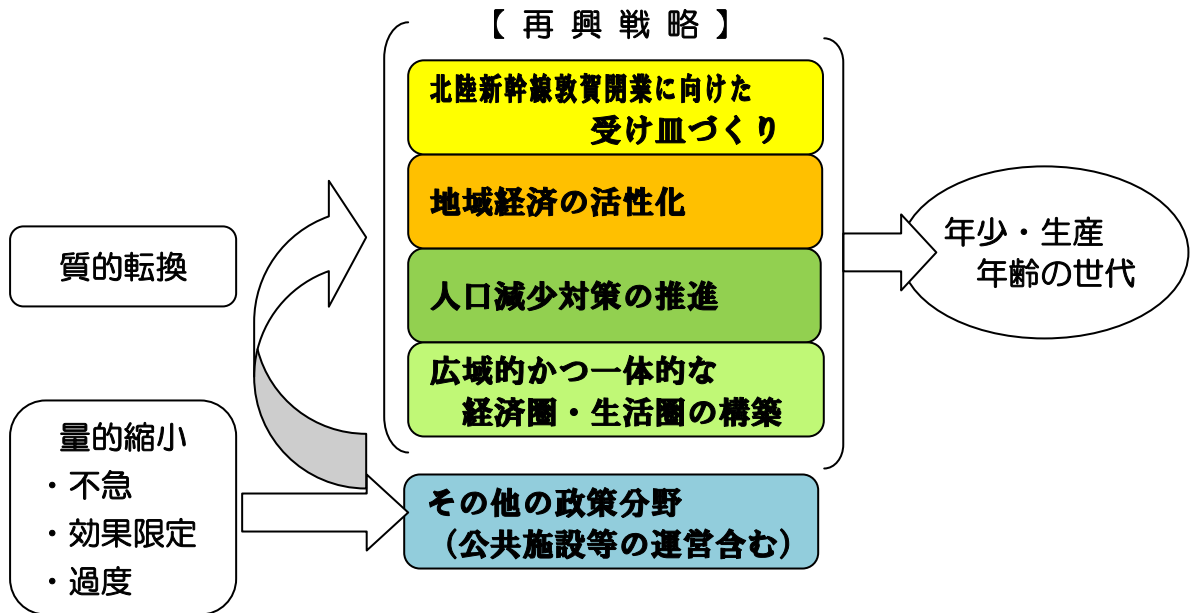 【 再 興 戦 略 】
北陸新幹線敦賀開業に向けた
受け皿づくり
地域経済の活性化
人口減少対策の推進
広域的かつ一体的な
経済圏・生活圏の構築
その他の政策分野
（公共施設等の運営含む）
質的転換
量的縮小
・不急
・効果限定
・過度
年少・生産
年齢の世代